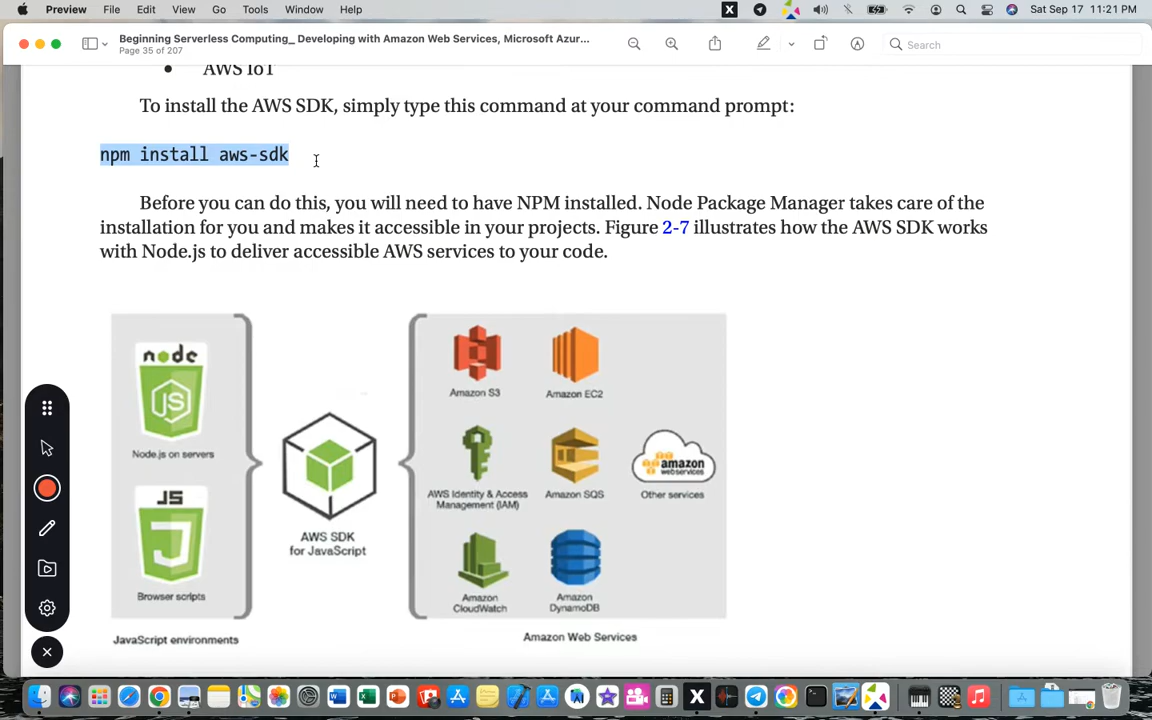 Preview File Edit View Go Tools Window Help Sat Sep 17 11:21 PM
Beginning Serverless Computing_ Developing with Amazon Web Services, Microsoft Azur...
Page 35 of 207
Search
• AWS IoT
To install the AWS SDK, simply type this command at your command prompt:
npm install aws-sdk
Before you can do this, you will need to have NPM installed. Node Package Manager takes care of the
installation for you and makes it accessible in your projects. Figure 2-7 illustrates how the AWS SDK works
with Node.js to deliver accessible AWS services to your code.
node
JS
Node.js on servers
JS
Browser scripts
JavaScript environments
AWS SDK
for JavaScript
Amazon S3
Amazon EC2
AWS Identity & Access
Management (IAM)
Amazon SQS
amazon
webservices
Other services
Amazon
CloudWatch
Amazon
DynamoDB
Amazon Web Services